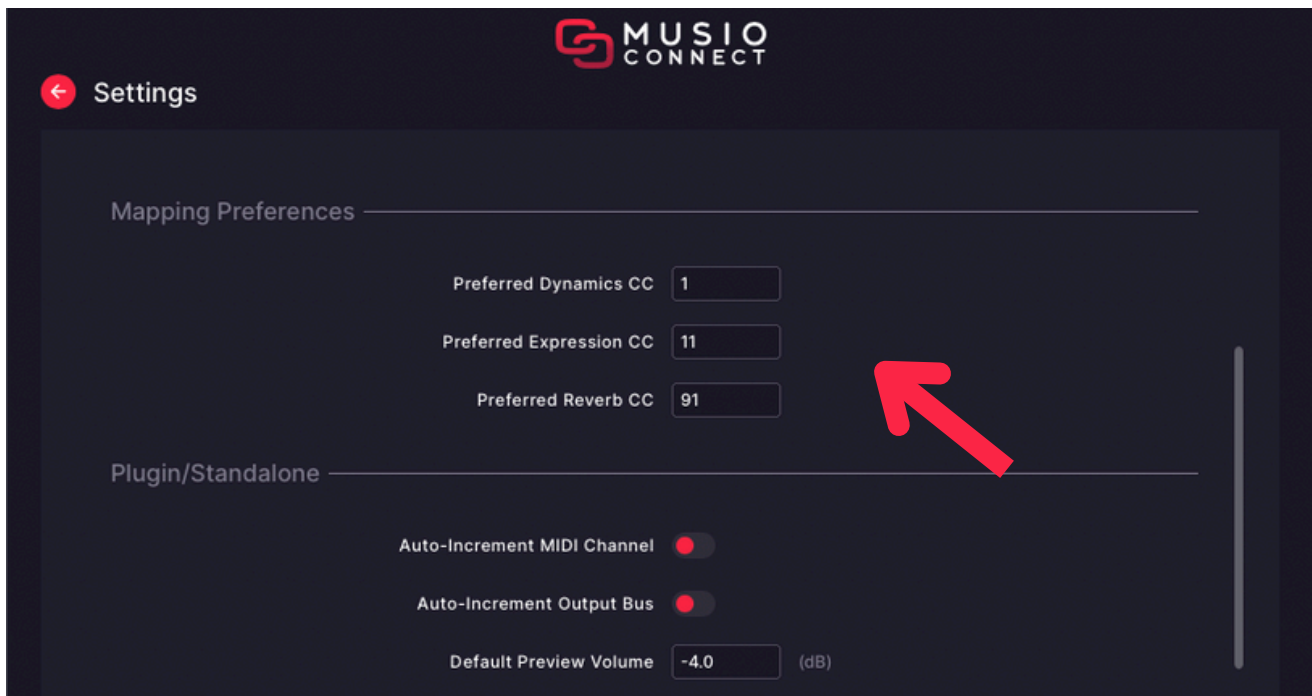 MUSIO
CONNECT
Settings
Mapping Preferences
Preferred Dynamics CC 1
Preferred Expression CC 11
Preferred Reverb CC 91
Plugin/Standalone
Auto-Increment MIDI Channel
Auto-Increment Output Bus
Default Preview Volume -4.0 (dB)